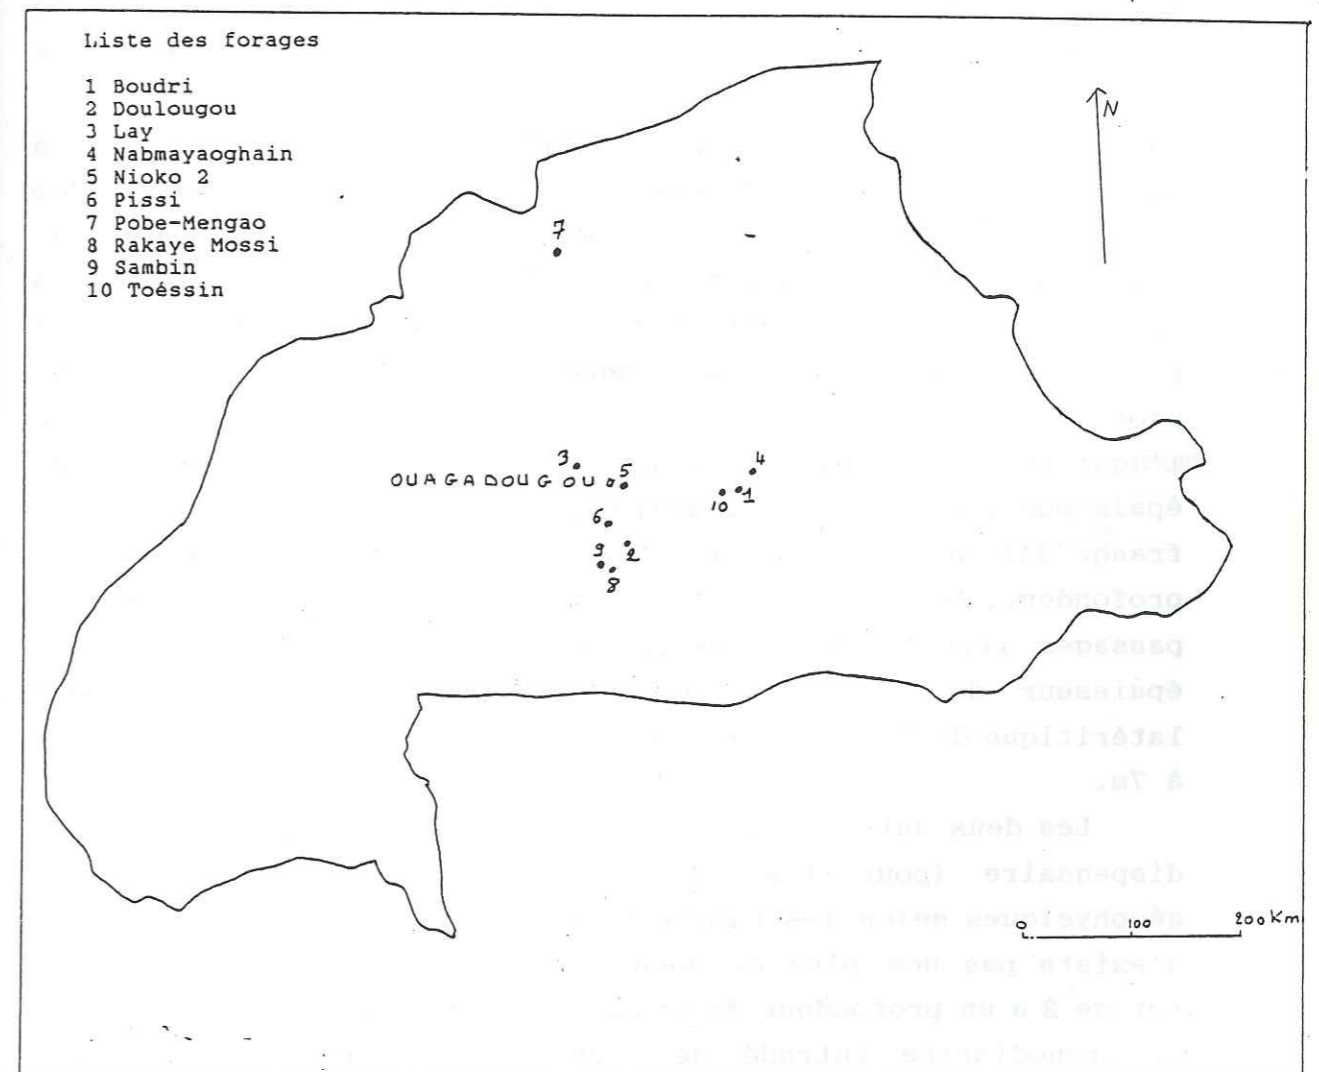 Liste des forages
1 Boudri
2 Doulougou
3 Lay
4 Nabmayaoghain
5 Nioko 2
6 Pissi
7 Pobe-Mengao
8 Rakaye Mossi
9 Sambin
10 Toéssin
N
7
3
4
OUAGADOUGOU
5
10
1
6
9
2
8
0
100
200 Km